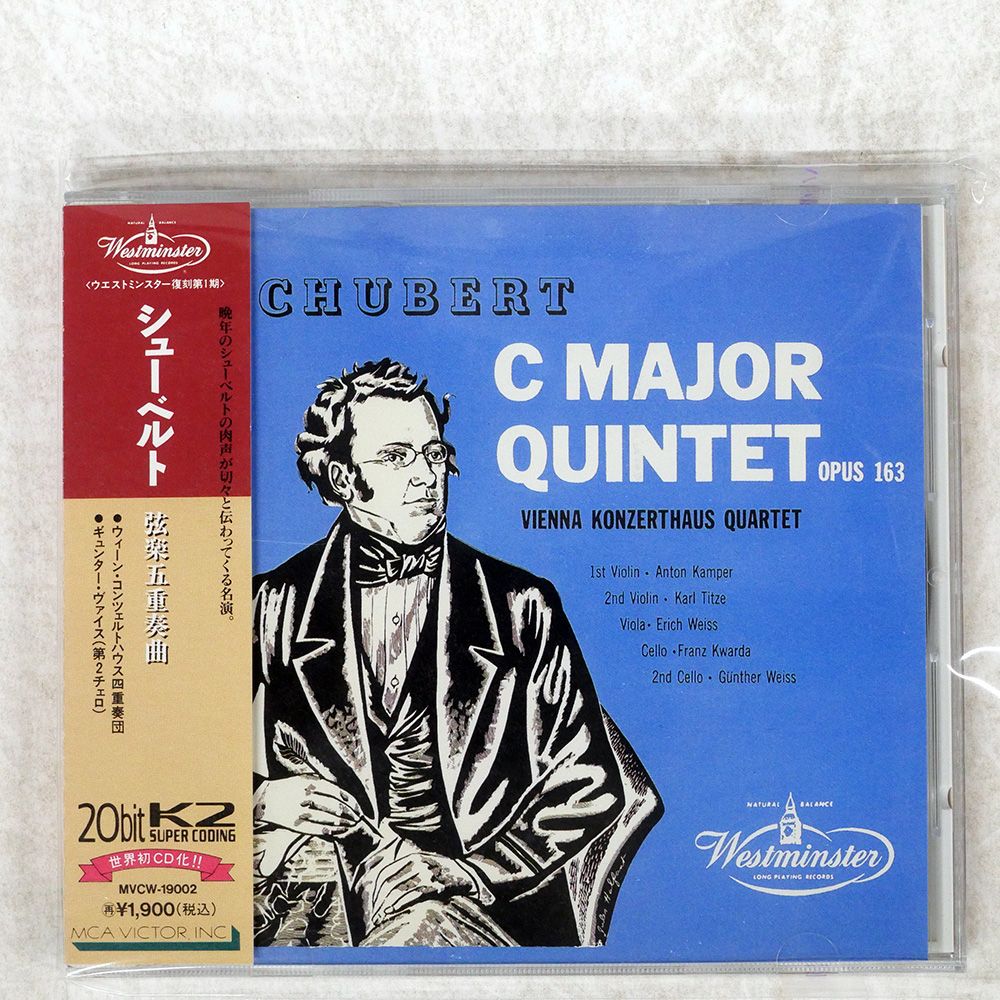 NATURAL BALANCE
Westminster
LONG PLAYING RECORDS
〈ウエストミンスター復刻第1期〉
シューベルト
晩年のシューベルトの肉声が切々と伝わってくる名演。
弦楽五重奏曲
●ウィーン・コンツェルトハウス四重奏団
●ギュンター・ヴァイス(第2チェロ)
20bit K2
SUPER CODING
世界初CD化!!
MVCW-19002
再¥1,900(税込)
MCA VICTOR, INC.
CHUBERT
C MAJOR
QUINTET OPUS 163
VIENNA KONZERTHAUS QUARTET
1st Violin • Anton Kamper
2nd Violin • Karl Titze
Viola • Erich Weiss
Cello • Franz Kwarda
2nd Cello • Günther Weiss
NATURAL BALANCE
Westminster
LONG PLAYING RECORDS